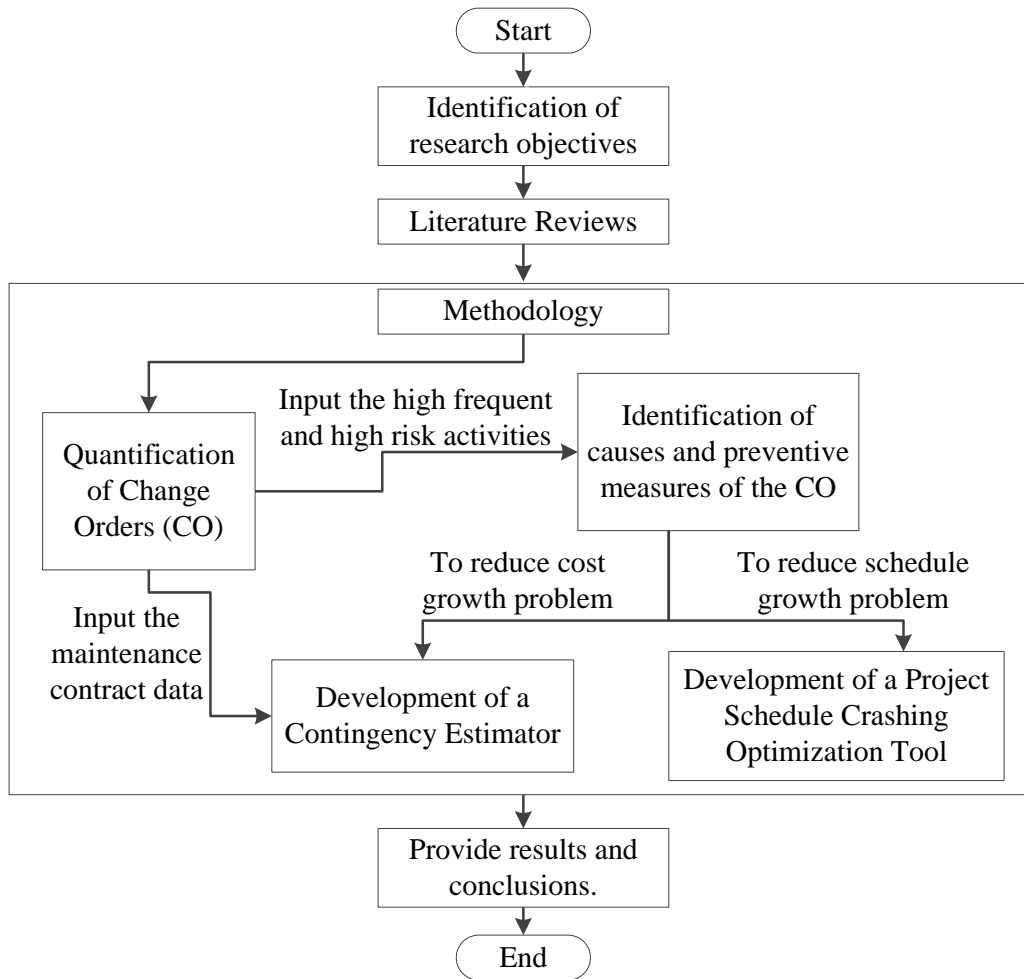 Start
Identification of
research objectives
Literature Reviews
Methodology
Quantification
of Change
Orders (CO)
Input the high frequent
and high risk activities
Identification of
causes and preventive
measures of the CO
Input the
maintenance
contract data
To reduce cost
growth problem
To reduce schedule
growth problem
Development of a
Contingency Estimator
Development of a Project
Schedule Crashing
Optimization Tool
Provide results and
conclusions.
End